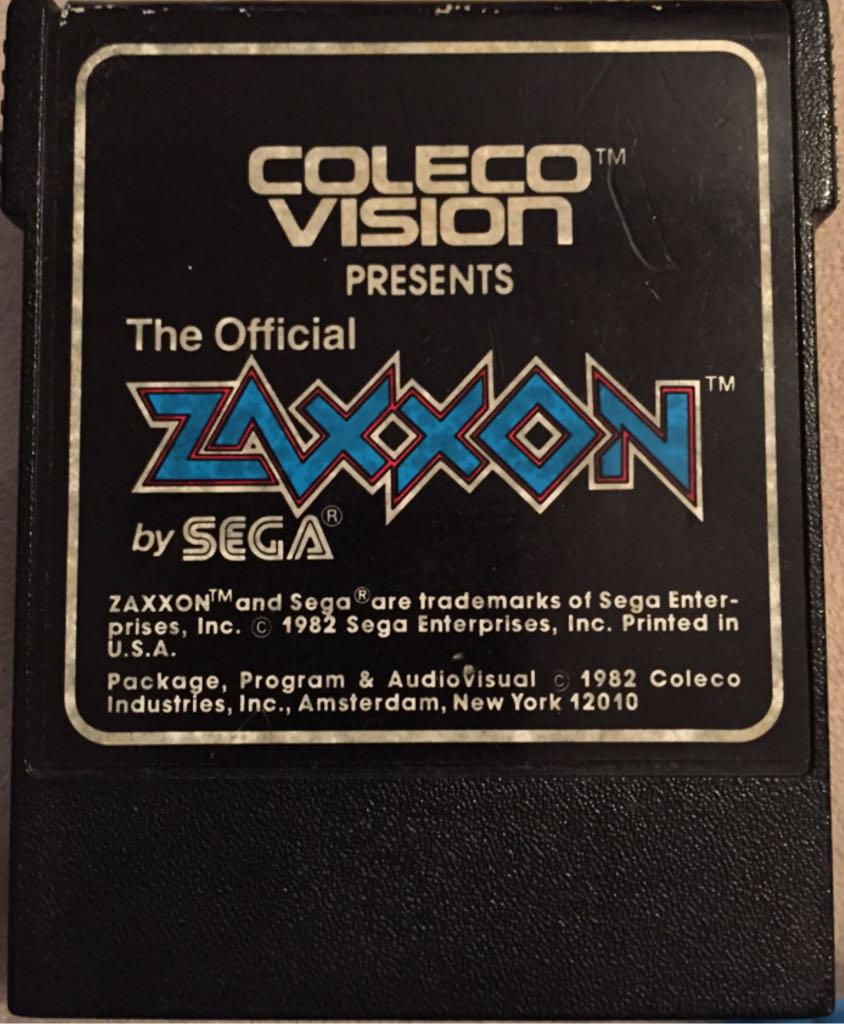 COLECO™
VISION
PRESENTS
The Official
ZAXXON™
by SEGA®
ZAXXON™ and Sega® are trademarks of Sega Enter-
prises, Inc. © 1982 Sega Enterprises, Inc. Printed in
U.S.A.
Package, Program & AudioVisual © 1982 Coleco
Industries, Inc., Amsterdam, New York 12010